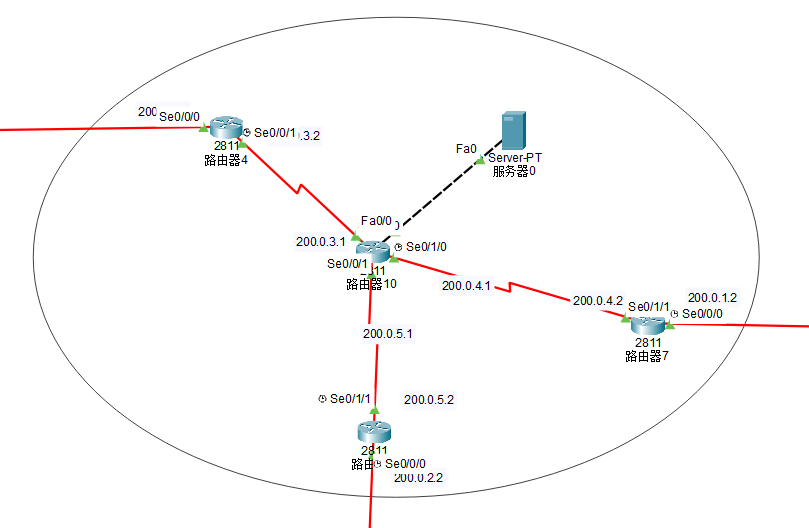 200
Se0/0/0
Se0/0/1
.3.2
2811
路由器4
Fa0
Server-PT
服务器0
Fa0/0
200.0.3.1
Se0/1/0
Se0/0/1
路由器10
200.0.4.1
200.0.4.2
Se0/1/1
200.0.1.2
Se0/0/0
2811
路由器7
200.0.5.1
Se0/1/1
200.0.5.2
2811
路由
Se0/0/0
200.0.2.2